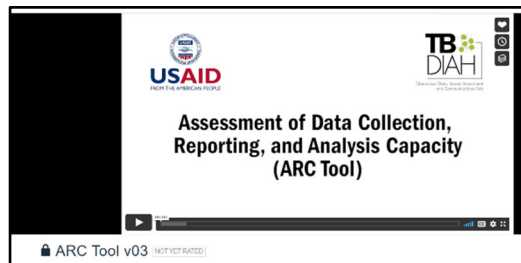 USAID
FROM THE AMERICAN PEOPLE
TB
DIAH
Assessment of Data Collection,
Reporting, and Analysis Capacity
(ARC Tool)
ARC Tool v03 NOT YET RATED